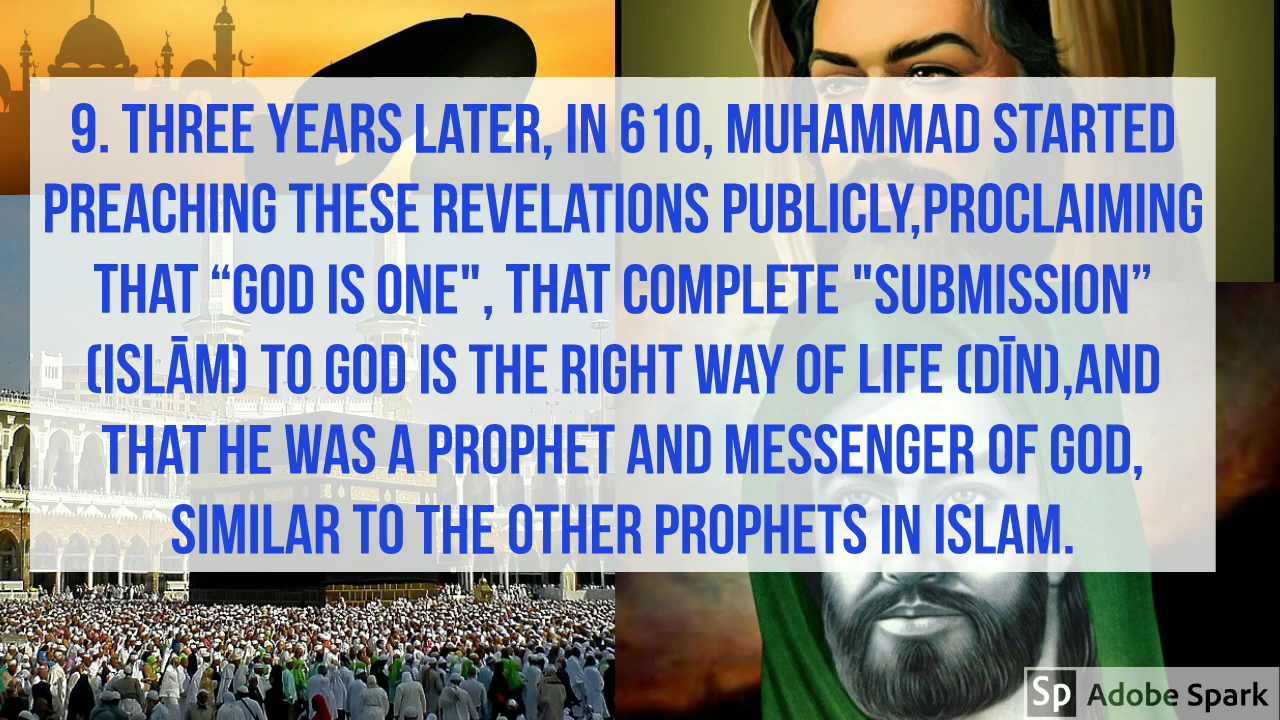 9. THREE YEARS LATER, IN 610, MUHAMMAD STARTED
PREACHING THESE REVELATIONS PUBLICLY,PROCLAIMING
THAT “GOD IS ONE", THAT COMPLETE "SUBMISSION”
(ISLĀM) TO GOD IS THE RIGHT WAY OF LIFE (DĪN),AND
THAT HE WAS A PROPHET AND MESSENGER OF GOD,
SIMILAR TO THE OTHER PROPHETS IN ISLAM.
Sp Adobe Spark